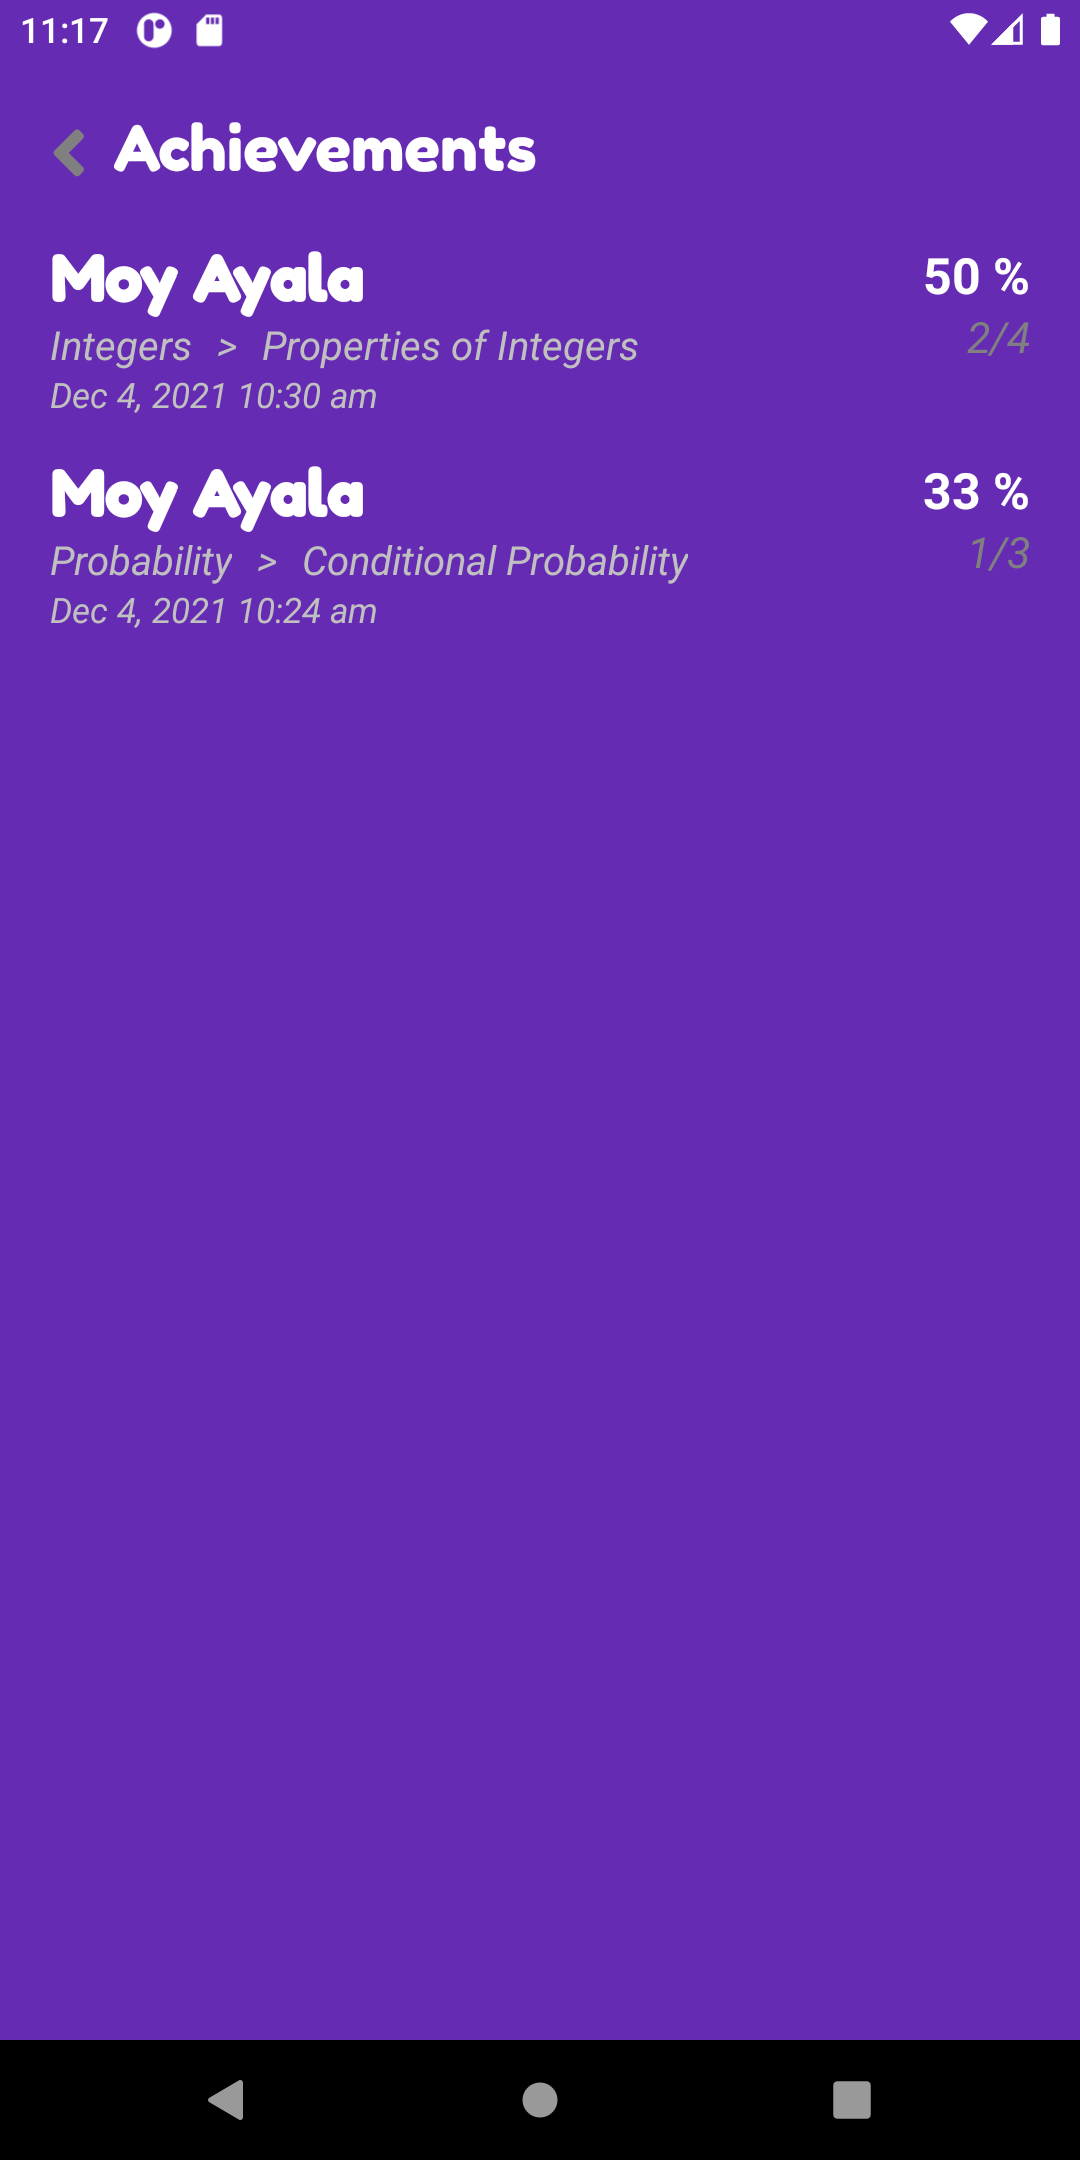 11:17
Achievements
Moy Ayala
50 %
Integers > Properties of Integers
2/4
Dec 4, 2021 10:30 am
Moy Ayala
33 %
Probability > Conditional Probability
1/3
Dec 4, 2021 10:24 am